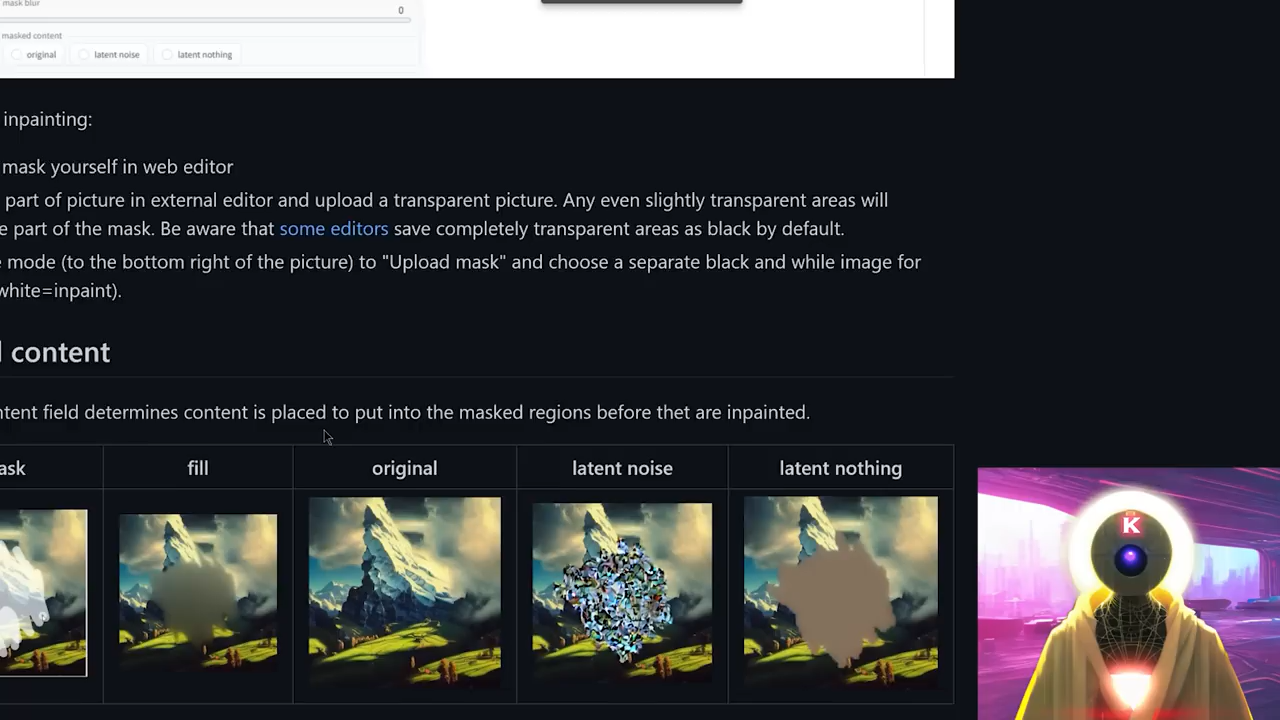 mask blur
0
masked content
original latent noise latent nothing
inpainting:
mask yourself in web editor
part of picture in external editor and upload a transparent picture. Any even slightly transparent areas will
e part of the mask. Be aware that some editors save completely transparent areas as black by default.
e mode (to the bottom right of the picture) to "Upload mask" and choose a separate black and while image for
white=inpaint).
content
ntent field determines content is placed to put into the masked regions before thet are inpainted.
ask fill original latent noise latent nothing
K